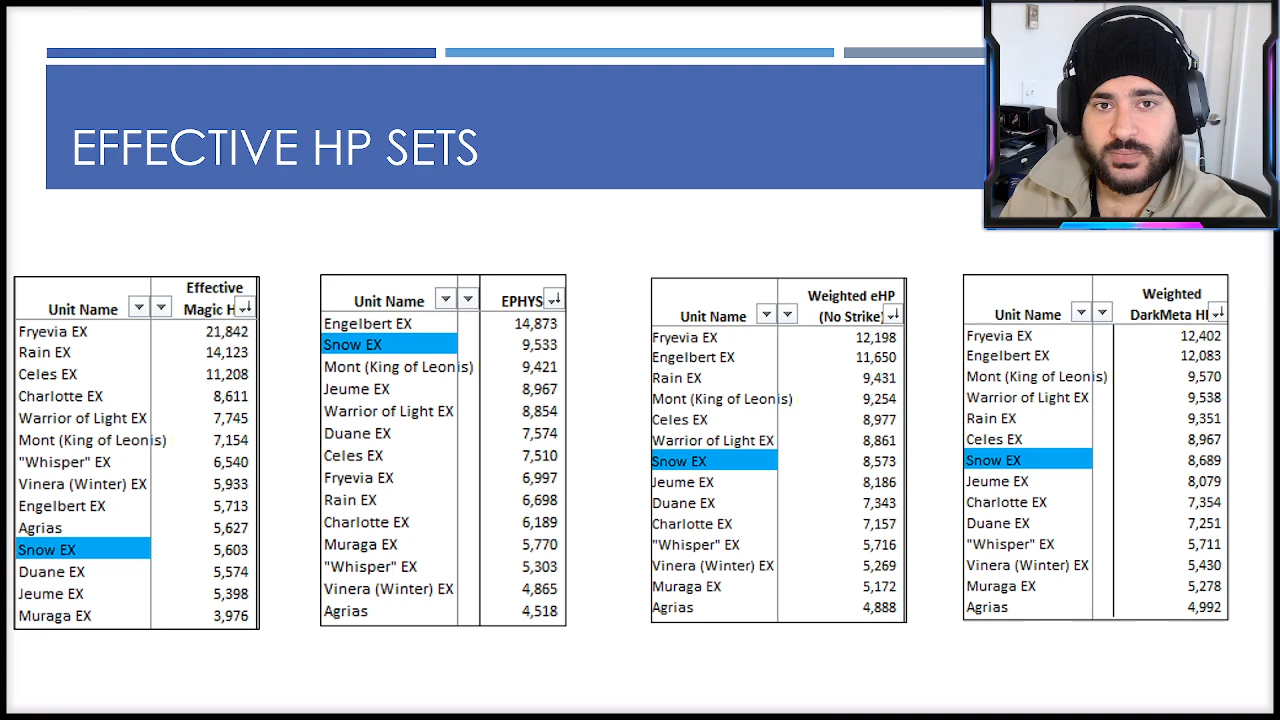 EFFECTIVE HP SETS
Effective
Unit Name Magic H
Fryevia EX 21,842
Rain EX 14,123
Celes EX 11,208
Charlotte EX 8,611
Warrior of Light EX 7,745
Mont (King of Leonis) 7,154
"Whisper" EX 6,540
Vinera (Winter) EX 5,933
Engelbert EX 5,713
Agrias 5,627
Snow EX 5,603
Duane EX 5,574
Jeume EX 5,398
Muraga EX 3,976
Unit Name EPHYS
Engelbert EX 14,873
Snow EX 9,533
Mont (King of Leonis) 9,421
Jeume EX 8,967
Warrior of Light EX 8,854
Duane EX 7,574
Celes EX 7,510
Fryevia EX 6,997
Rain EX 6,698
Charlotte EX 6,189
Muraga EX 5,770
"Whisper" EX 5,303
Vinera (Winter) EX 4,865
Agrias 4,518
Weighted eHP
Unit Name (No Strike)
Fryevia EX 12,198
Engelbert EX 11,650
Rain EX 9,431
Mont (King of Leonis) 9,254
Celes EX 8,977
Warrior of Light EX 8,861
Snow EX 8,573
Jeume EX 8,186
Duane EX 7,343
Charlotte EX 7,157
"Whisper" EX 5,716
Vinera (Winter) EX 5,269
Muraga EX 5,172
Agrias 4,888
Weighted
Unit Name DarkMeta H
Fryevia EX 12,402
Engelbert EX 12,083
Mont (King of Leonis) 9,570
Warrior of Light EX 9,538
Rain EX 9,351
Celes EX 8,967
Snow EX 8,689
Jeume EX 8,079
Charlotte EX 7,354
Duane EX 7,251
"Whisper" EX 5,711
Vinera (Winter) EX 5,430
Muraga EX 5,278
Agrias 4,992